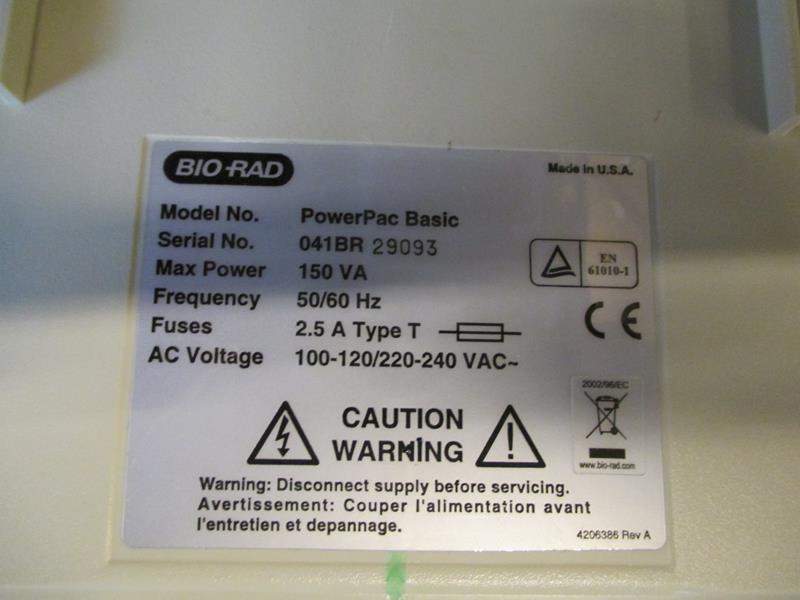 BIO-RAD
Made in U.S.A.
Model No. PowerPac Basic
Serial No. 041BR 29093
Max Power 150 VA
Frequency 50/60 Hz
Fuses 2.5 A Type T
AC Voltage 100-120/220-240 VAC~
EN
61010-1
CE
2002/96/EC
www.bio-rad.com
CAUTION
WARNING
Warning: Disconnect supply before servicing.
Avertissement: Couper l'alimentation avant
l'entretien et depannage.
4206386 Rev A